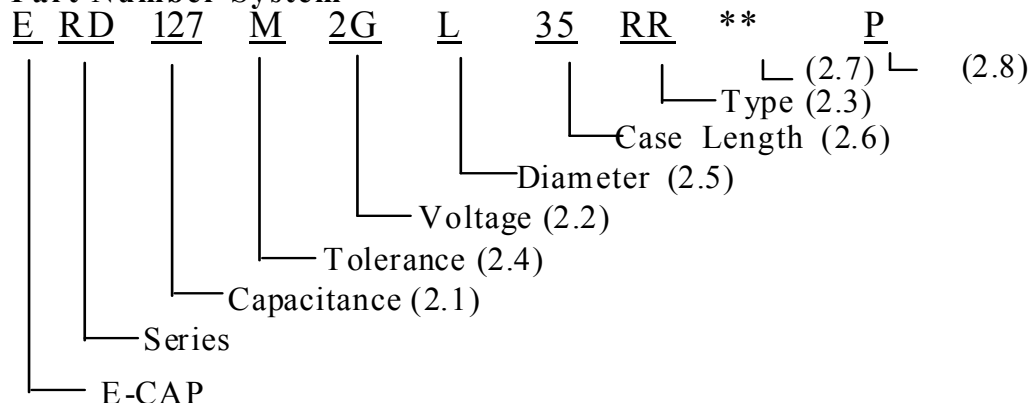 Part Number System
E RD 127 M 2G L 35 RR ** P
(2.7) (2.8)
Type (2.3)
Case Length (2.6)
Diameter (2.5)
Voltage (2.2)
Tolerance (2.4)
Capacitance (2.1)
Series
E-CAP